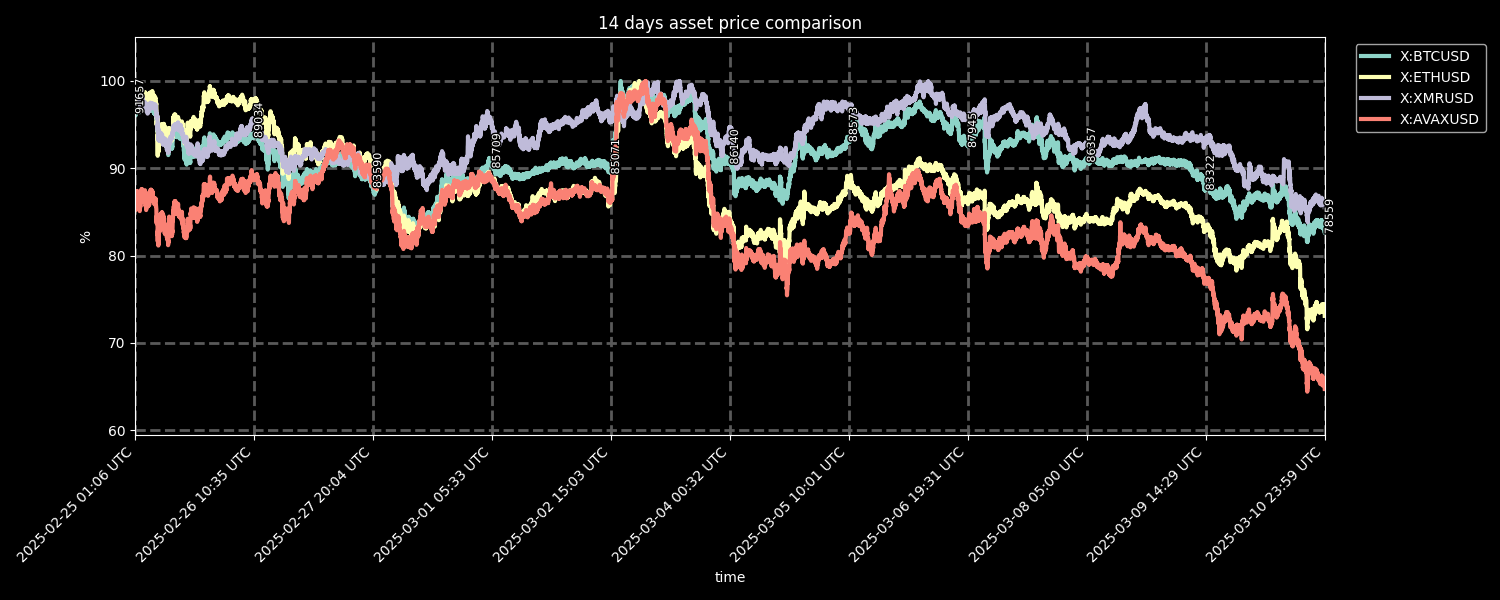 14 days asset price comparison
X:BTCUSD
X:ETHUSD
X:XMRUSD
X:AVAXUSD
%
100
90
80
70
60
91657
89034
83590
85709
85071
86140
88573
87945
86357
83322
78559
2025-02-25 01:06 UTC
2025-02-26 10:35 UTC
2025-02-27 20:04 UTC
2025-03-01 05:33 UTC
2025-03-02 15:03 UTC
2025-03-04 00:32 UTC
2025-03-05 10:01 UTC
2025-03-06 19:31 UTC
2025-03-08 05:00 UTC
2025-03-09 14:29 UTC
2025-03-10 23:59 UTC
time